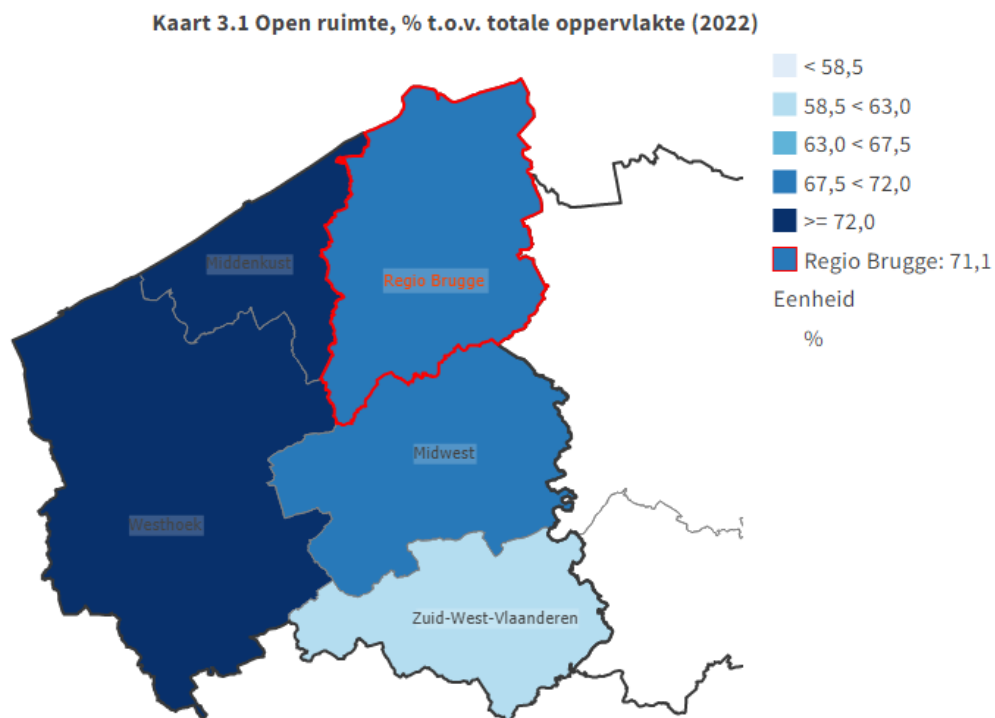 Kaart 3.1 Open ruimte, % t.o.v. totale oppervlakte (2022)
< 58,5
58,5 < 63,0
63,0 < 67,5
67,5 < 72,0
>= 72,0
Regio Brugge: 71,1
Eenheid
%
Middenkust
Regio Brugge
Midwest
Westhoek
Zuid-West-Vlaanderen